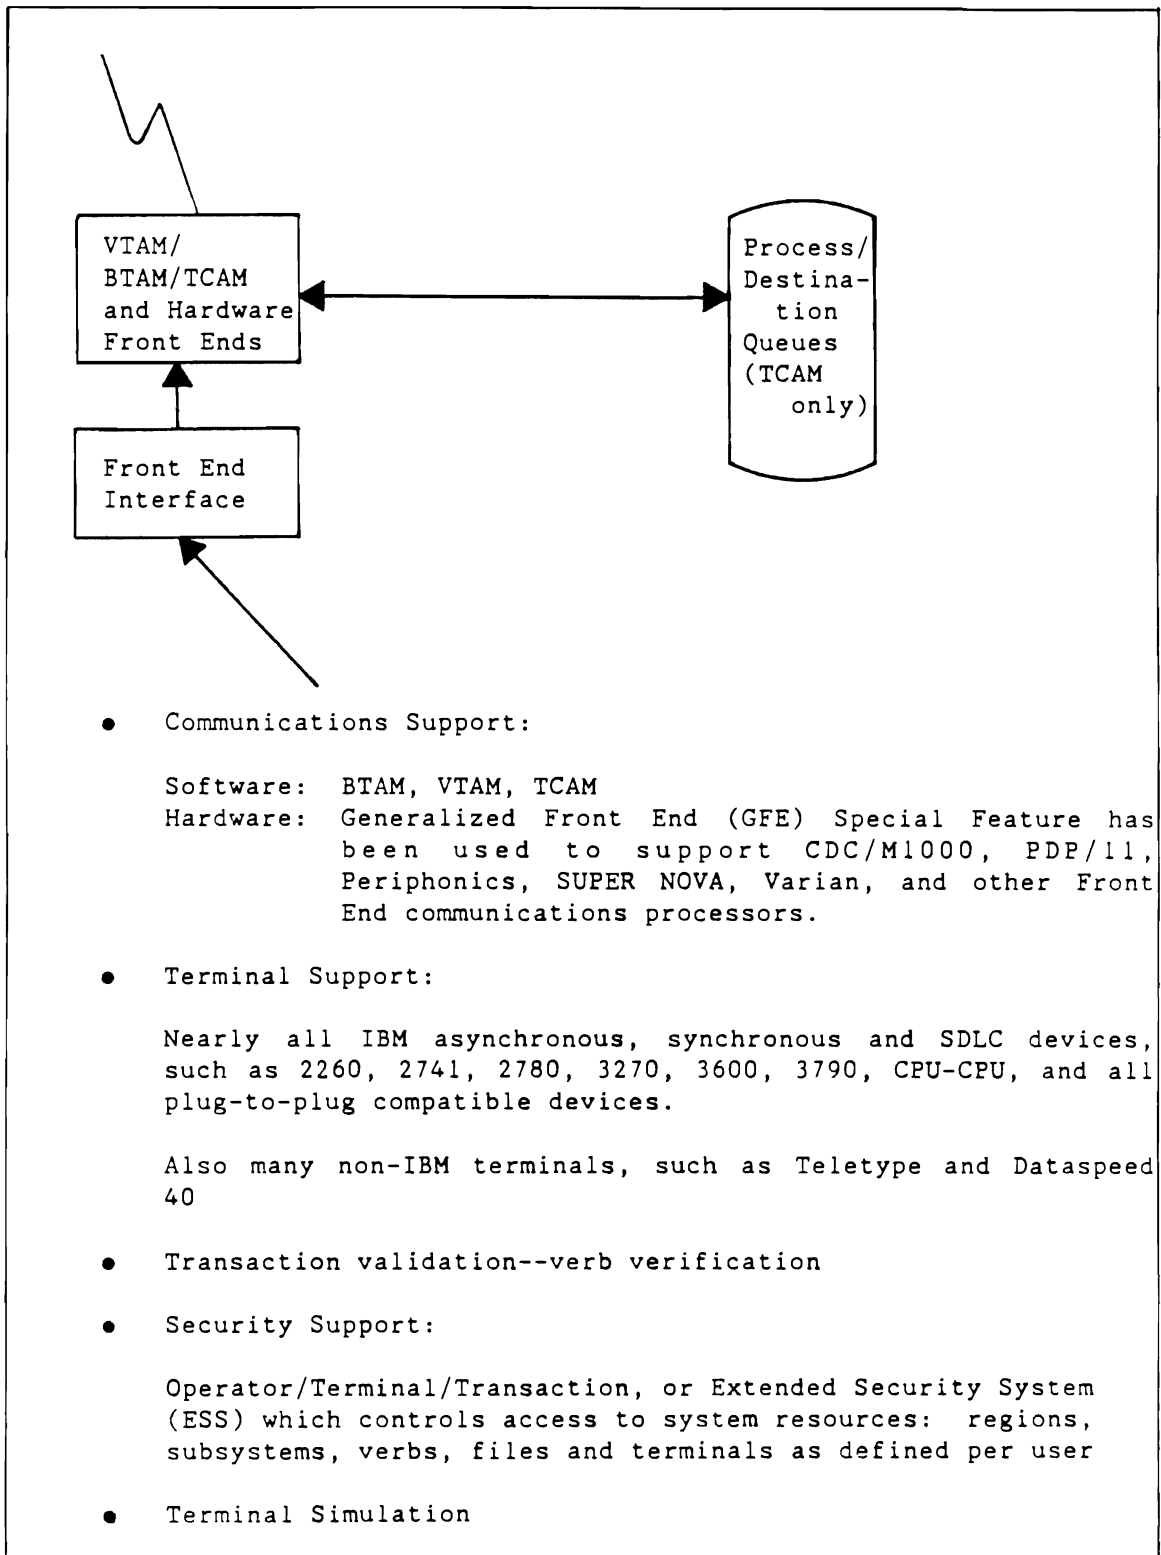 VTAM/
BTAM/TCAM
and Hardware
Front Ends
Process/
Destina-
tion
Queues
(TCAM
only)
Front End
Interface
● Communications Support:
Software: BTAM, VTAM, TCAM
Hardware: Generalized Front End (GFE) Special Feature has
been used to support CDC/M1000, PDP/11,
Periphonics, SUPER NOVA, Varian, and other Front
End communications processors.
● Terminal Support:
Nearly all IBM asynchronous, synchronous and SDLC devices,
such as 2260, 2741, 2780, 3270, 3600, 3790, CPU-CPU, and all
plug-to-plug compatible devices.
Also many non-IBM terminals, such as Teletype and Dataspeed
40
● Transaction validation--verb verification
● Security Support:
Operator/Terminal/Transaction, or Extended Security System
(ESS) which controls access to system resources: regions,
subsystems, verbs, files and terminals as defined per user
● Terminal Simulation